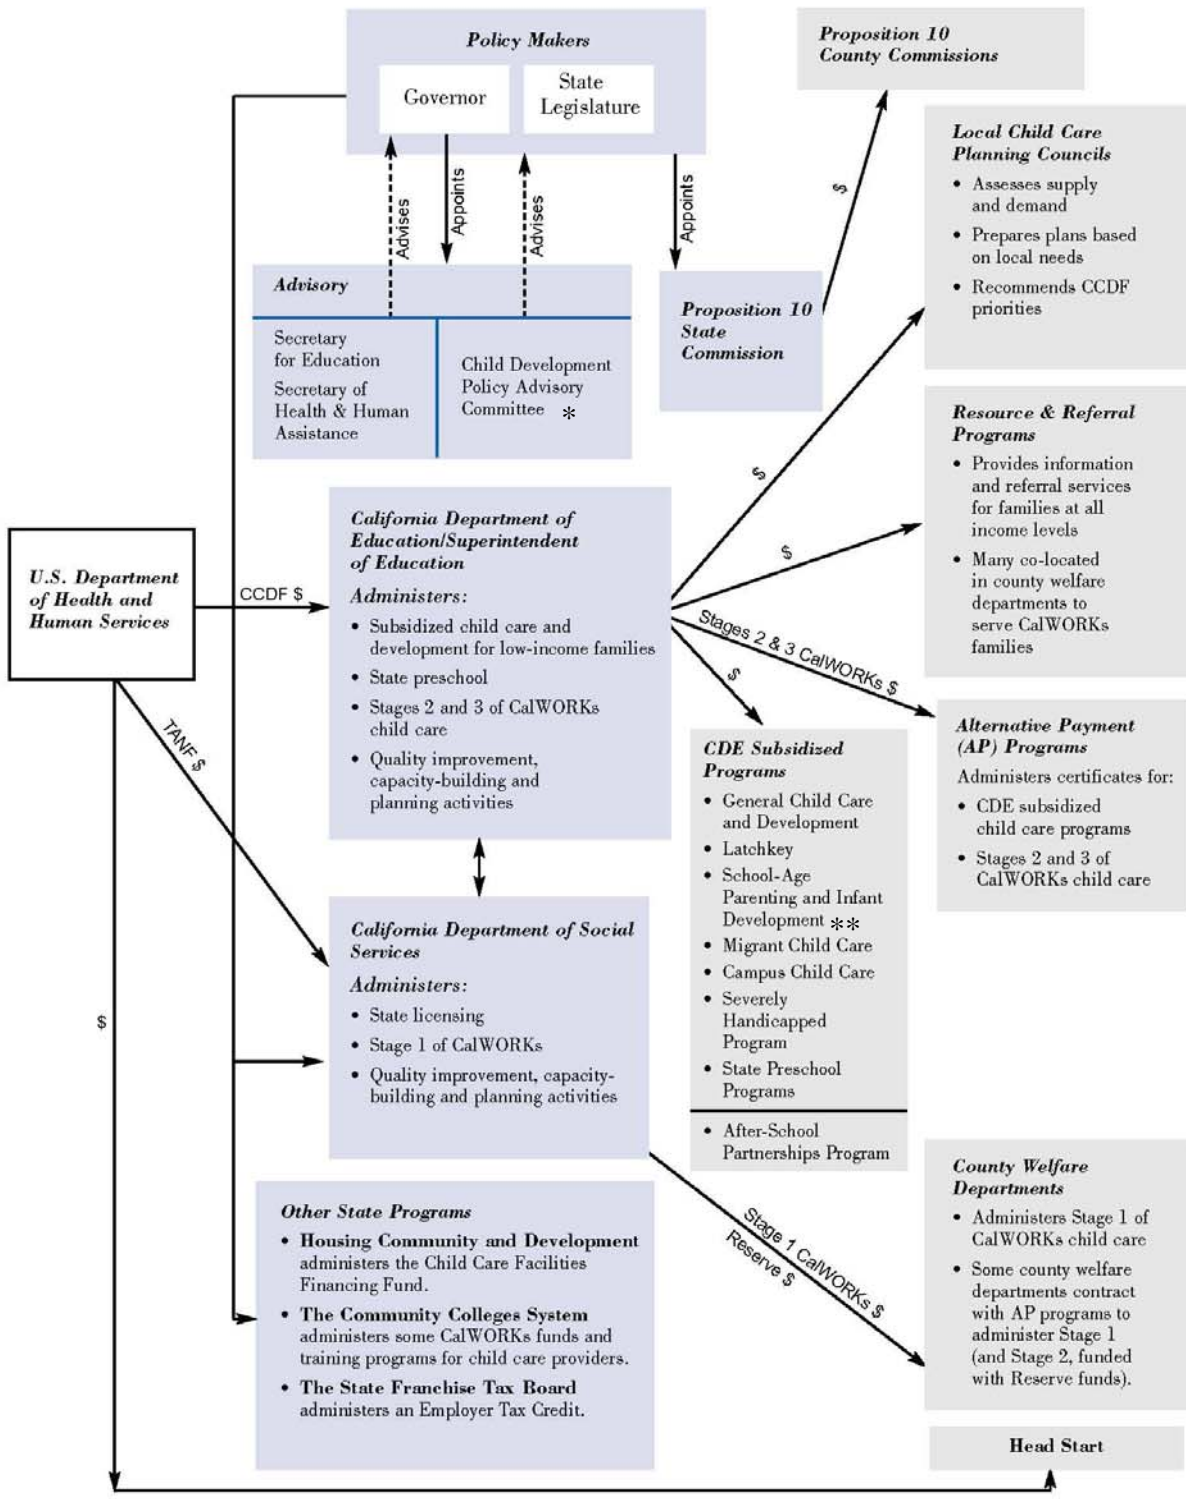 Policy Makers
Governor
State
Legislature
Advises
Appoints
Advises
Appoints
Proposition 10
County Commissions
$
Advisory
Secretary
for Education
Secretary of
Health & Human
Assistance
Child Development
Policy Advisory
Committee *
Proposition 10
State
Commission
Local Child Care
Planning Councils
• Assesses supply
and demand
• Prepares plans based
on local needs
• Recommends CCDF
priorities
Resource & Referral
Programs
• Provides information
and referral services
for families at all
income levels
• Many co-located
in county welfare
departments to
serve CalWORKs
families
U.S. Department
of Health and
Human Services
CCDF $
California Department of
Education/Superintendent
of Education
Administers:
• Subsidized child care and
development for low-income families
• State preschool
• Stages 2 and 3 of CalWORKs
child care
• Quality improvement,
capacity-building and
planning activities
$
$
Stages 2 & 3 CalWORKs $
$
Alternative Payment
(AP) Programs
Administers certificates for:
• CDE subsidized
child care programs
• Stages 2 and 3 of
CalWORKs child care
CDE Subsidized
Programs
• General Child Care
and Development
• Latchkey
• School-Age
Parenting and Infant
Development **
• Migrant Child Care
• Campus Child Care
• Severely
Handicapped
Program
• State Preschool
Programs
• After-School
Partnerships Program
TANF $
$
California Department of Social
Services
Administers:
• State licensing
• Stage 1 of CalWORKs
• Quality improvement, capacity-
building and planning activities
Stage 1 CalWORKs $
Reserve $
County Welfare
Departments
• Administers Stage 1 of
CalWORKs child care
• Some county welfare
departments contract
with AP programs to
administer Stage 1
(and Stage 2, funded
with Reserve funds).
Other State Programs
• Housing Community and Development
administers the Child Care Facilities
Financing Fund.
• The Community Colleges System
administers some CalWORKs funds and
training programs for child care providers.
• The State Franchise Tax Board
administers an Employer Tax Credit.
Head Start